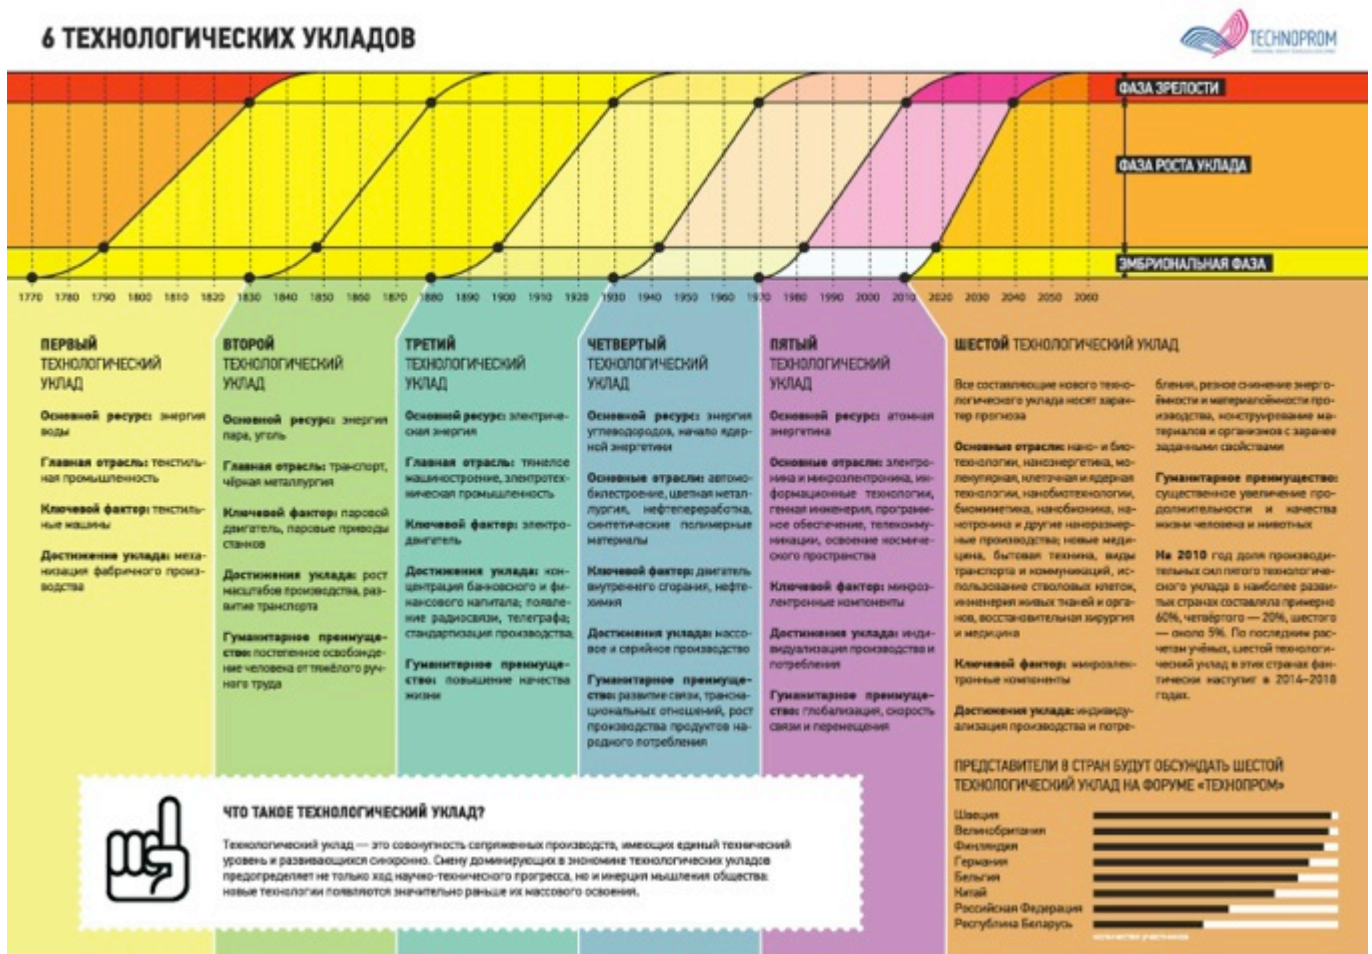 6 ТЕХНОЛОГИЧЕСКИХ УКЛАДОВ
TECHNOPROM
ФАЗА ЗРЕЛОСТИ
ФАЗА РОСТА УКЛАДА
ЭМБРИОНАЛЬНАЯ ФАЗА
1770 1780 1790 1800 1810 1820 1830 1840 1850 1860 1870 1880 1890 1900 1910 1920 1930 1940 1950 1960 1970 1980 1990 2000 2010 2020 2030 2040 2050 2060
ПЕРВЫЙ
ТЕХНОЛОГИЧЕСКИЙ
УКЛАД
Основной ресурс: энергия
воды
Главная отрасль: текстиль-
ная промышленность
Ключевой фактор: текстиль-
ные машины
Достижение уклада: меха-
низация фабричного произ-
водства
ВТОРОЙ
ТЕХНОЛОГИЧЕСКИЙ
УКЛАД
Основной ресурс: энергия
пара, уголь
Главная отрасль: транспорт,
чёрная металлургия
Ключевой фактор: паровой
двигатель, паровые приводы
станков
Достижения уклада: рост
масштабов производства, раз-
витие транспорта
Гуманитарное преимуще-
ство: постепенное освобожде-
ние человека от тяжёлого руч-
ного труда
ТРЕТИЙ
ТЕХНОЛОГИЧЕСКИЙ
УКЛАД
Основной ресурс: электриче-
ская энергия
Главная отрасль: тяжелое
машиностроение, электротех-
ническая промышленность
Ключевой фактор: электро-
двигатель
Достижения уклада: кон-
центрация банковского и фи-
нансового капитала; появле-
ние радиосвязи, телеграфа;
стандартизация производства;
Гуманитарное преимуще-
ство: повышение качества
жизни
ЧЕТВЕРТЫЙ
ТЕХНОЛОГИЧЕСКИЙ
УКЛАД
Основной ресурс: энергия
углеводородов, начало ядер-
ной энергетики
Основные отрасли: автомо-
билестроение, цветная метал-
лургия, нефтепереработка,
синтетические полимерные
материалы
Ключевой фактор: двигатель
внутреннего сгорания, нефте-
химия
Достижения уклада: массо-
вое и серийное производство
Гуманитарное преимуще-
ство: развитие связи, трансна-
циональных отношений, рост
производства продуктов на-
родного потребления
ПЯТЫЙ
ТЕХНОЛОГИЧЕСКИЙ
УКЛАД
Основной ресурс: атомная
энергетика
Основные отрасли: электро-
ника и микроэлектроника, ин-
формационные технологии,
генная инженерия, программ-
ное обеспечение, телекомму-
никации, освоение космиче-
ского пространства
Ключевой фактор: микроэ-
лектронные компоненты
Достижения уклада: инди-
видуализация производства и
потребления
Гуманитарное преимуще-
ство: глобализация, скорость
связи и перемещения
ШЕСТОЙ ТЕХНОЛОГИЧЕСКИЙ УКЛАД
Все составляющие нового техно-
логического уклада носят харак-
тер прогноза
Основные отрасли: нано- и био-
технологии, наноэнергетика, мо-
лекулярная, клеточная и ядерная
технологии, нанобиотехнологии,
биомиметика, нанобионика, на-
нотроника и другие наноразмер-
ные производства; новые меди-
цина, бытовая техника, виды
транспорта и коммуникаций, ис-
пользование стволовых клеток,
инженерия живых тканей и орга-
нов, восстановительная хирургия
и медицина
Ключевой фактор: микроэлек-
тронные компоненты
Достижения уклада: индивиду-
ализация производства и потре-
бления, резкое снижение энерго-
ёмкости и материалоёмкости про-
изводства, конструирование ма-
териалов и организмов с заранее
заданными свойствами
Гуманитарное преимущество:
существенное увеличение про-
должительности и качества
жизни человека и животных
На 2010 год доля производи-
тельных сил пятого технологиче-
ского уклада в наиболее разви-
тых странах составляла примерно
60%, четвёртого — 20%, шестого
— около 5%. По последним рас-
четам учёных, шестой технологи-
ческий уклад в этих странах фак-
тически наступит в 2014–2018
годах.
ПРЕДСТАВИТЕЛИ 8 СТРАН БУДУТ ОБСУЖДАТЬ ШЕСТОЙ
ТЕХНОЛОГИЧЕСКИЙ УКЛАД НА ФОРУМЕ «ТЕХНОПРОМ»
Швеция
Великобритания
Финляндия
Германия
Бельгия
Китай
Российская Федерация
Республика Беларусь
ЧТО ТАКОЕ ТЕХНОЛОГИЧЕСКИЙ УКЛАД?
Технологический уклад — это совокупность сопряженных производств, имеющих единый технический
уровень и развивающихся синхронно. Смену доминирующих в экономике технологических укладов
предопределяет не только ход научно-технического прогресса, но и инерция мышления общества:
новые технологии появляются значительно раньше их массового освоения.